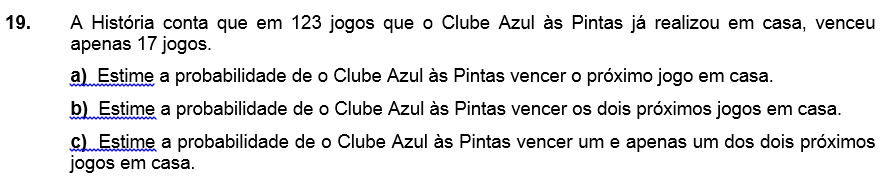 19. A História conta que em 123 jogos que o Clube Azul às Pintas já realizou em casa, venceu
apenas 17 jogos.
a) Estime a probabilidade de o Clube Azul às Pintas vencer o próximo jogo em casa.
b) Estime a probabilidade de o Clube Azul às Pintas vencer os dois próximos jogos em casa.
c) Estime a probabilidade de o Clube Azul às Pintas vencer um e apenas um dos dois próximos
jogos em casa.